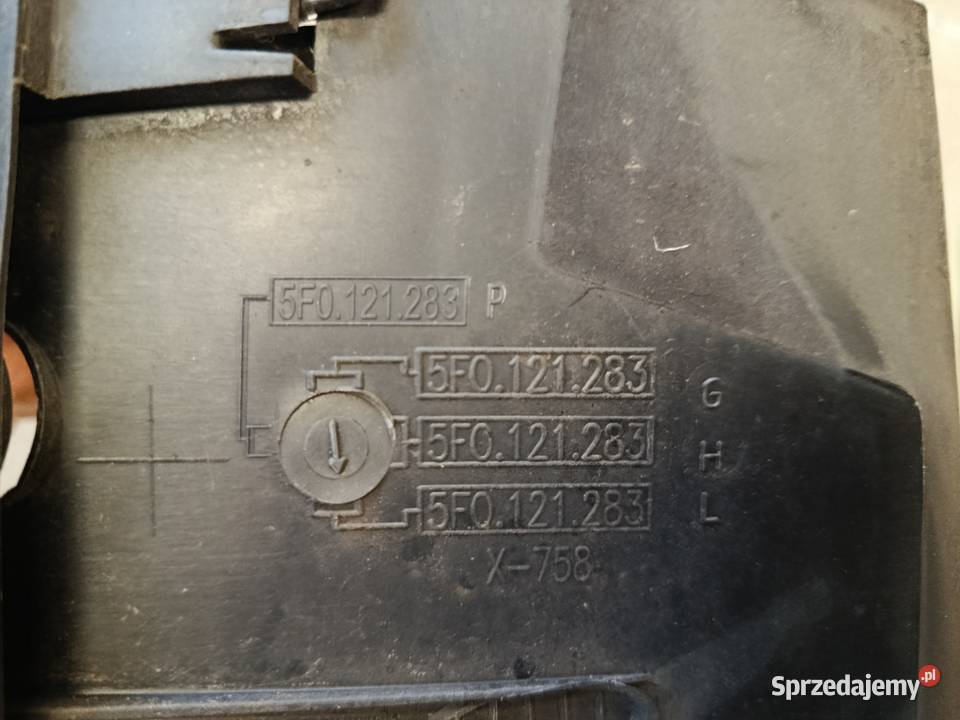 5F0.121.283 P
5F0.121.283 G
5F0.121.283 H
5F0.121.283 L
X-758
Sprzedajemy.pl